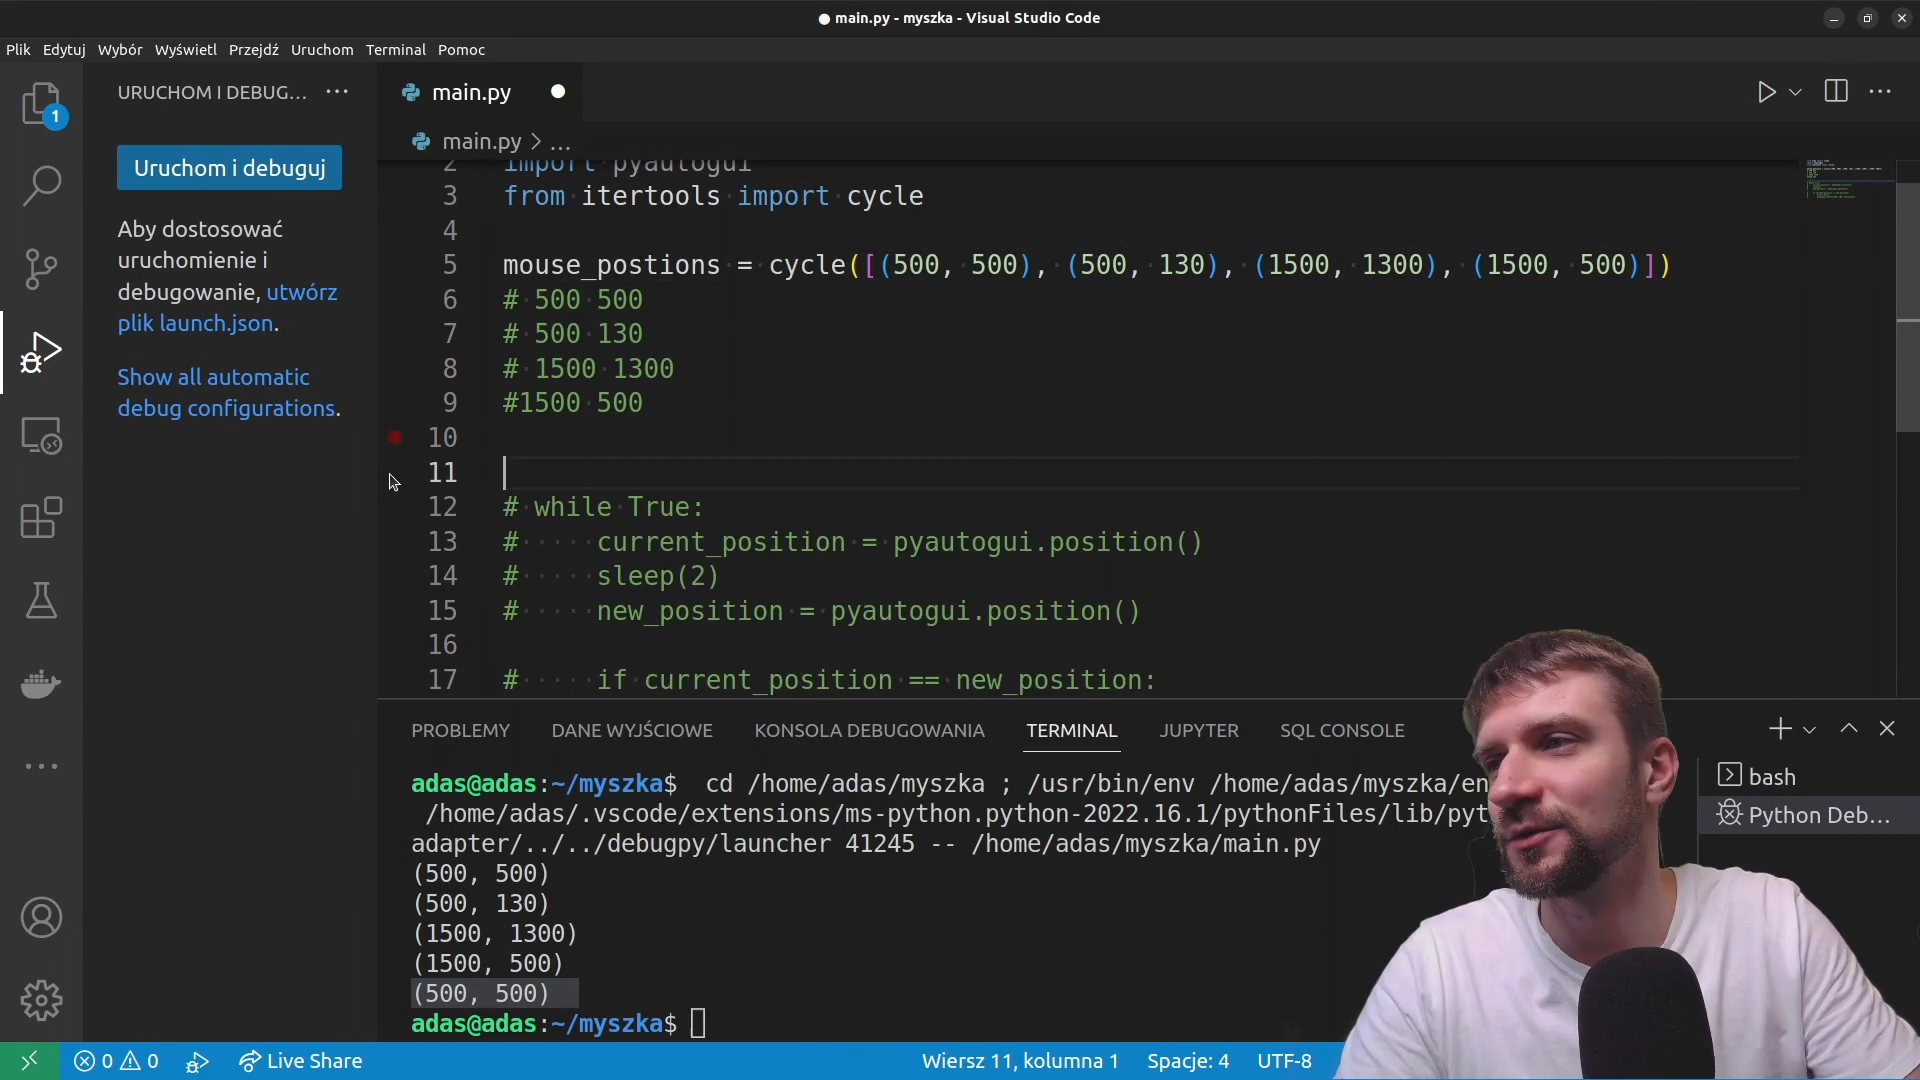 ● main.py - myszka - Visual Studio Code
Plik Edytuj Wybór Wyświetl Przejdź Uruchom Terminal Pomoc
URUCHOM I DEBUG...
main.py
main.py > ...
1
Uruchom i debuguj
Aby dostosować
uruchomienie i
debugowanie, utwórz
plik launch.json.
Show all automatic
debug configurations.
2 import pyautogui
3 from itertools import cycle
4
5 mouse_postions = cycle([(500, 500), (500, 130), (1500, 1300), (1500, 500)])
6 # 500 500
7 # 500 130
8 # 1500 1300
9 #1500 500
10
11
12 # while True:
13 # current_position = pyautogui.position()
14 # sleep(2)
15 # new_position = pyautogui.position()
16
17 # if current_position == new_position:
PROBLEMY DANE WYJŚCIOWE KONSOLA DEBUGOWANIA TERMINAL JUPYTER SQL CONSOLE
adas@adas:~/myszka$ cd /home/adas/myszka ; /usr/bin/env /home/adas/myszka/en
/home/adas/.vscode/extensions/ms-python.python-2022.16.1/pythonFiles/lib/pyt
adapter/../../debugpy/launcher 41245 -- /home/adas/myszka/main.py
(500, 500)
(500, 130)
(1500, 1300)
(1500, 500)
(500, 500)
adas@adas:~/myszka$
bash
Python Deb...
0 0 Live Share Wiersz 11, kolumna 1 Spacje: 4 UTF-8